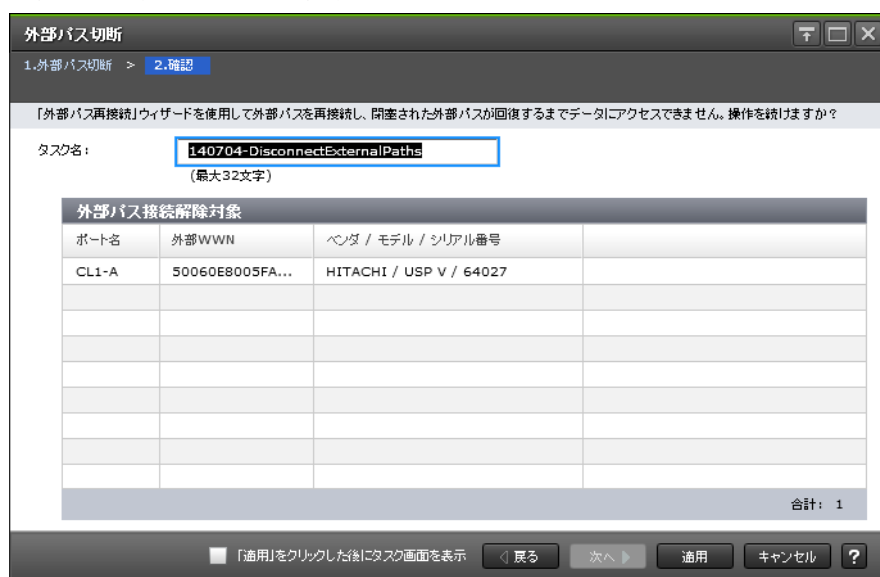 外部パス切断
1.外部パス切断 > 2.確認
「外部パス再接続」ウィザードを使用して外部パスを再接続し、閉塞された外部パスが回復するまでデータにアクセスできません。操作を続けますか？
タスク名： 140704-DisconnectExternalPaths
(最大32文字)
外部パス接続解除対象
ポート名 外部WWN ベンダ / モデル / シリアル番号
CL1-A 50060E8005FA... HITACHI / USP V / 64027
合計： 1
「適用」をクリックした後にタスク画面を表示 戻る 次へ 適用 キャンセル ?